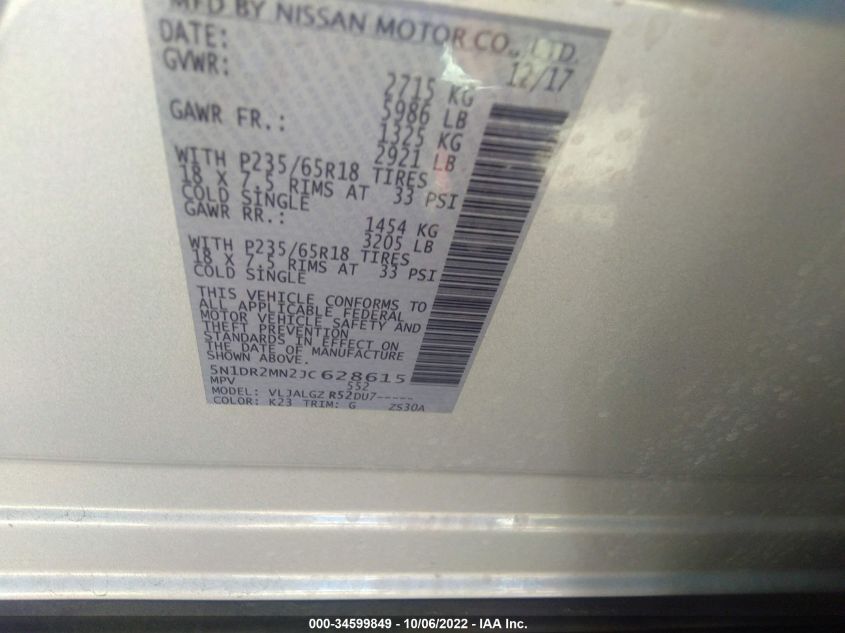 MFD BY NISSAN MOTOR CO., LTD.
DATE: 12/17
GVWR: 2715 KG
5986 LB
GAWR FR.: 1325 KG
2921 LB
WITH P235/65R18 TIRES
18 X 7.5 RIMS AT 33 PSI
COLD SINGLE
GAWR RR.: 1454 KG
3205 LB
WITH P235/65R18 TIRES
18 X 7.5 RIMS AT 33 PSI
COLD SINGLE
THIS VEHICLE CONFORMS TO
ALL APPLICABLE FEDERAL
MOTOR VEHICLE SAFETY AND
THEFT PREVENTION
STANDARDS IN EFFECT ON
THE DATE OF MANUFACTURE
SHOWN ABOVE.
5N1DR2MN2JC628615
MPV 552
MODEL: VLJALGZ R52DU7-----
COLOR: K23 TRIM: G ZS30A
000-34599849 - 10/06/2022 - IAA Inc.